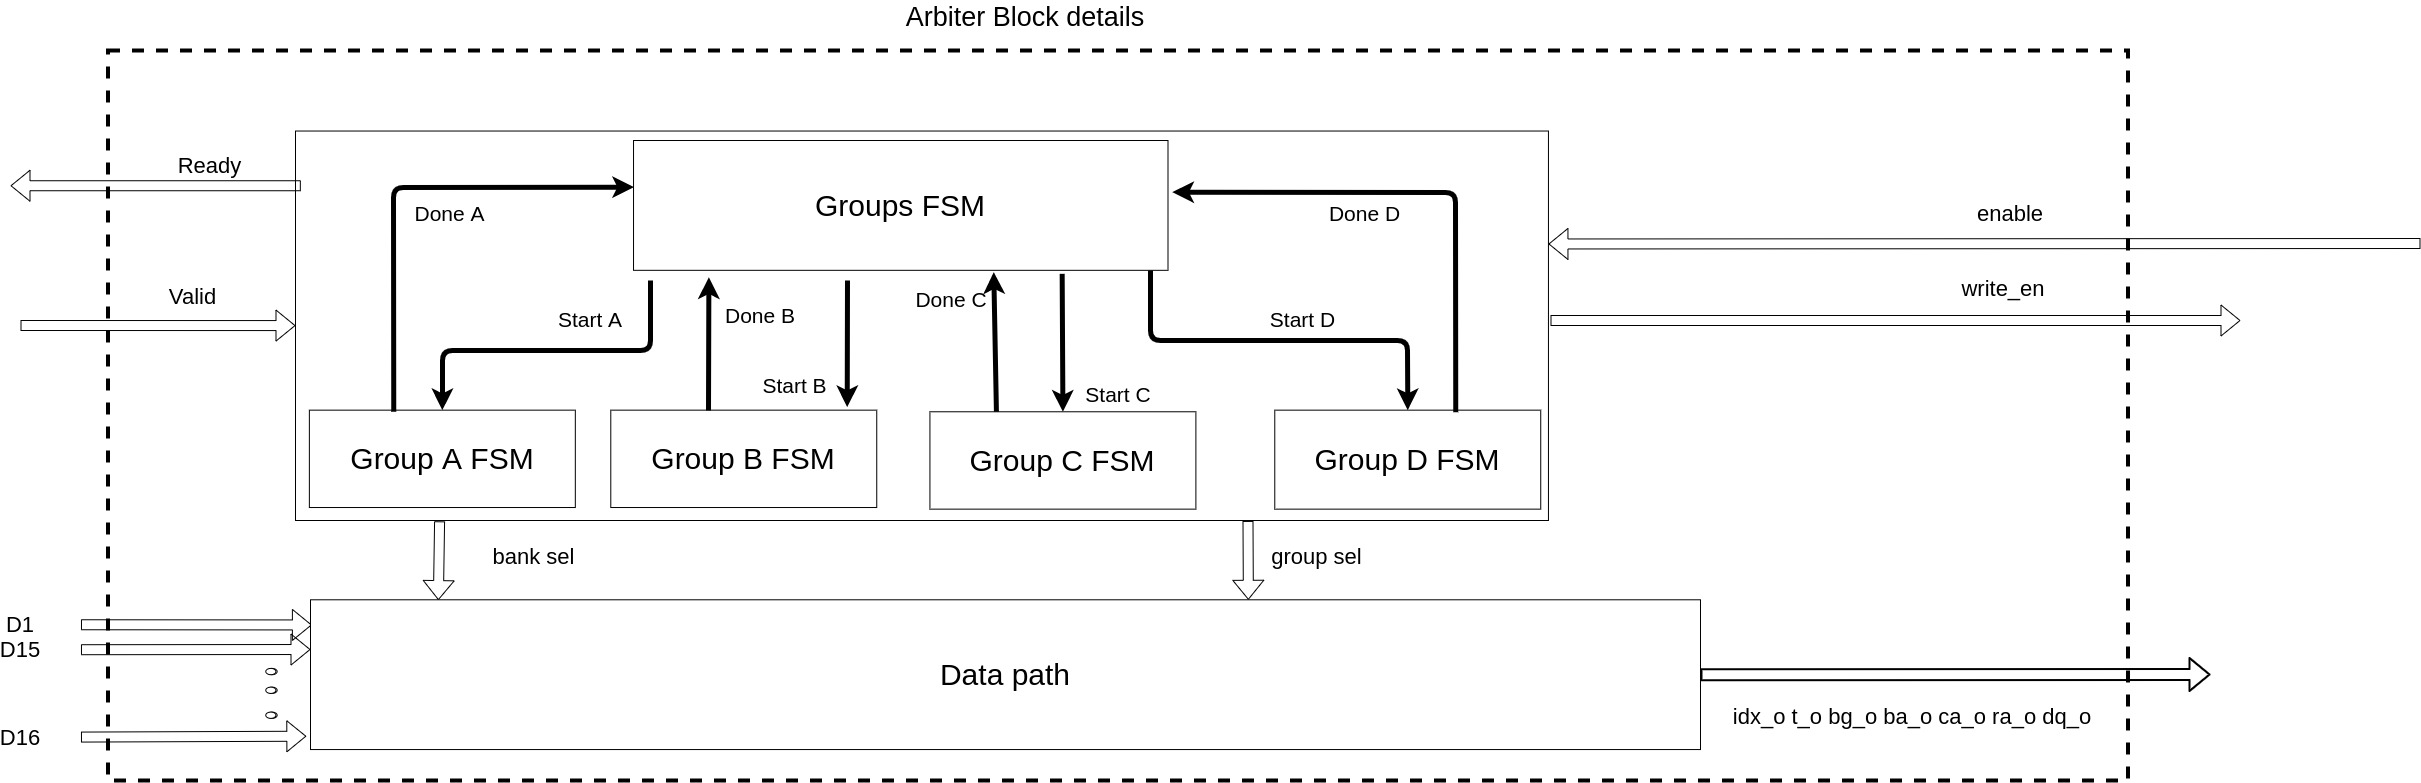 Arbiter Block details
Ready
Groups FSM
Done A
Done D
enable
Valid
Start A
Done B
Done C
Start D
write_en
Start B
Start C
Group A FSM
Group B FSM
Group C FSM
Group D FSM
bank sel
group sel
D1
D15
D16
Data path
idx_o t_o bg_o ba_o ca_o ra_o dq_o